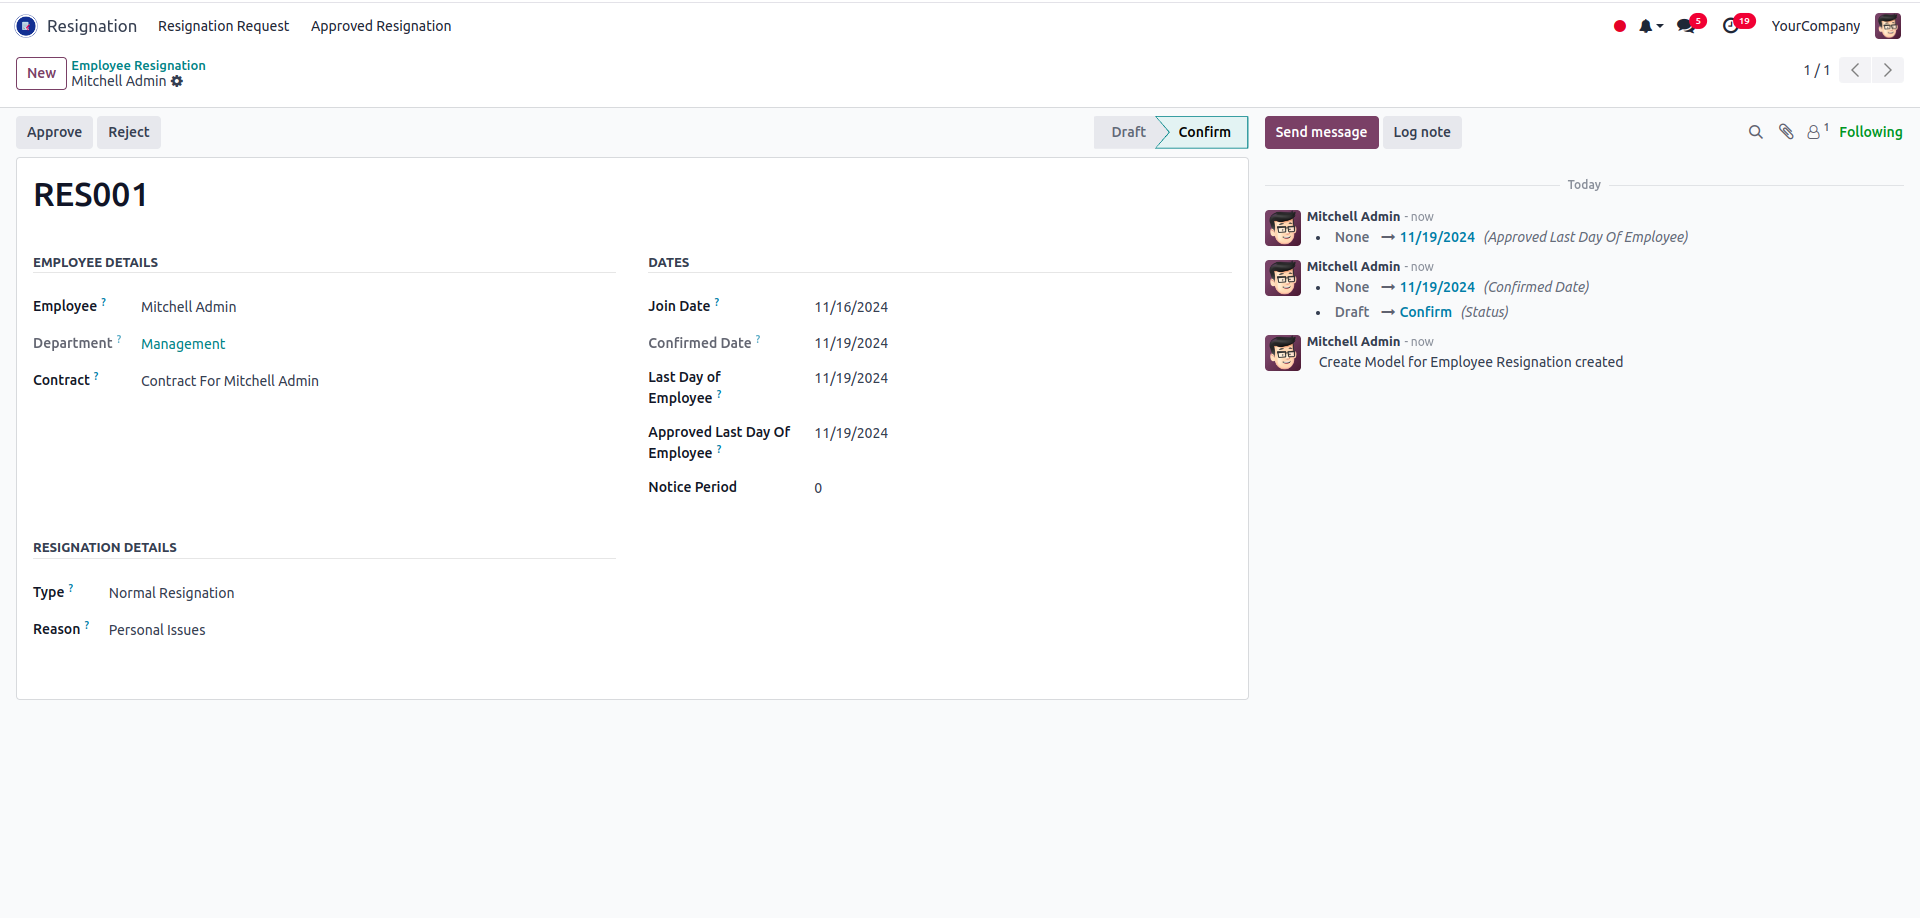 Resignation Resignation Request Approved Resignation 5 19 YourCompany
New Employee Resignation
Mitchell Admin
1 / 1
Approve Reject Draft Confirm Send message Log note 1 Following
RES001
EMPLOYEE DETAILS
Employee ? Mitchell Admin
Department ? Management
Contract ? Contract For Mitchell Admin
DATES
Join Date ? 11/16/2024
Confirmed Date ? 11/19/2024
Last Day of
Employee ? 11/19/2024
Approved Last Day Of
Employee ? 11/19/2024
Notice Period 0
RESIGNATION DETAILS
Type ? Normal Resignation
Reason ? Personal Issues
Today
Mitchell Admin - now
• None → 11/19/2024 (Approved Last Day Of Employee)
Mitchell Admin - now
• None → 11/19/2024 (Confirmed Date)
• Draft → Confirm (Status)
Mitchell Admin - now
Create Model for Employee Resignation created